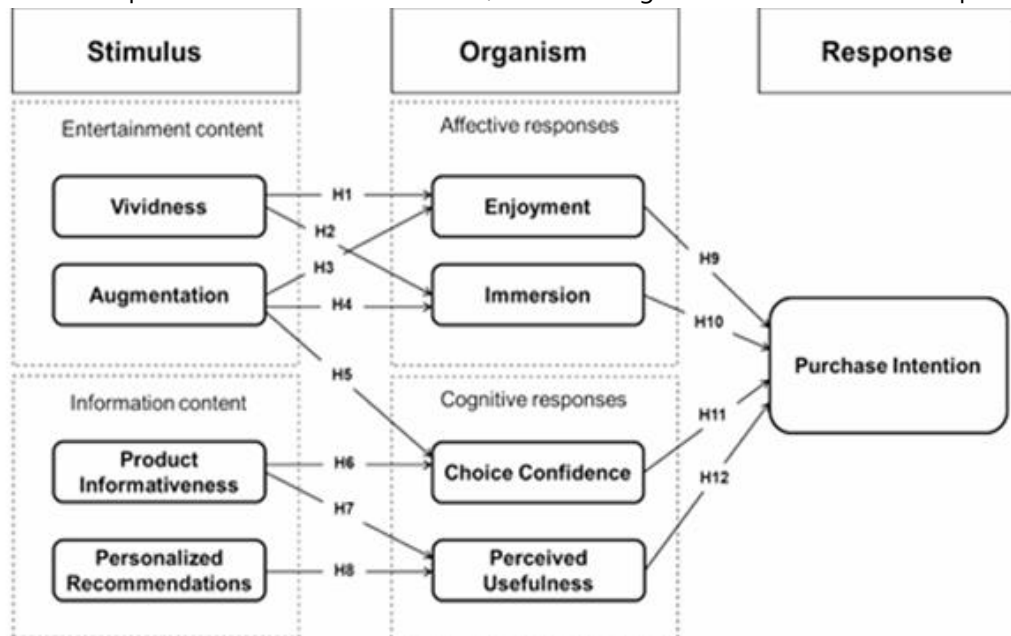 Stimulus
Organism
Response
Entertainment content
Affective responses
Vividness
H1
Enjoyment
H2
H9
Augmentation
H3
H4
Immersion
H10
Purchase Intention
H5
Information content
Cognitive responses
H11
Product
Informativeness
H6
Choice Confidence
H12
H7
Personalized
Recommendations
H8
Perceived
Usefulness